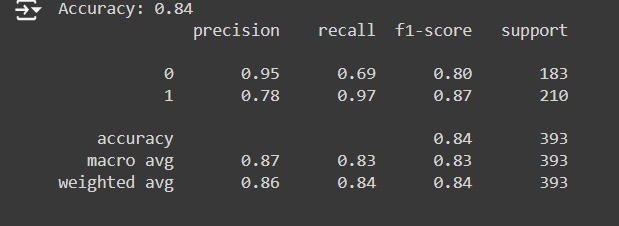 Accuracy: 0.84
precision recall f1-score support
0 0.95 0.69 0.80 183
1 0.78 0.97 0.87 210
accuracy 0.84 393
macro avg 0.87 0.83 0.83 393
weighted avg 0.86 0.84 0.84 393